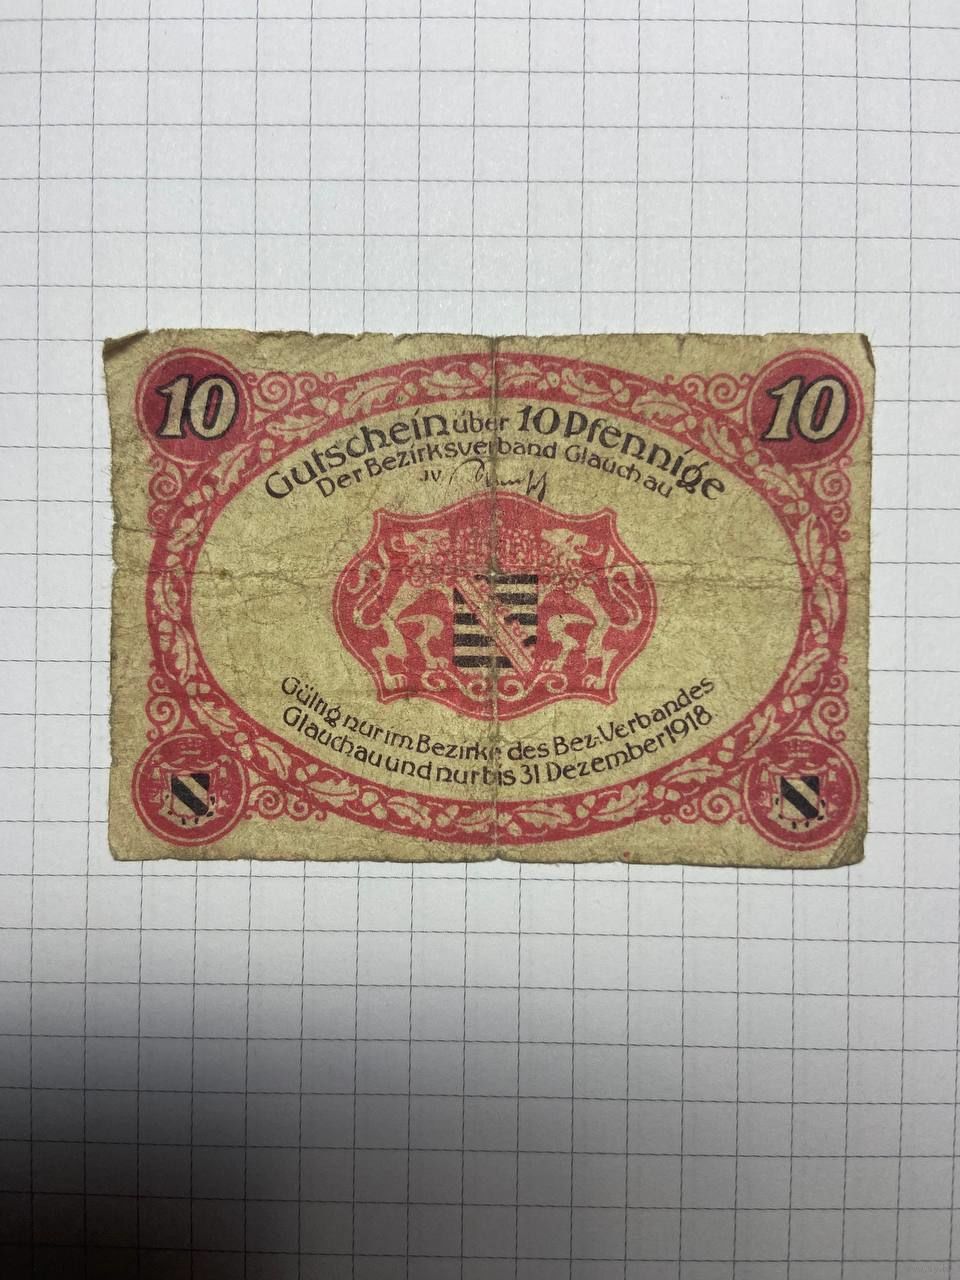 10 10
Gutschein über 10 Pfennige
Der Bezirksverband Glauchau
JV
Gültig nur im Bezirke des Bez.-Verbandes
Glauchau und nur bis 31 Dezember 1918.